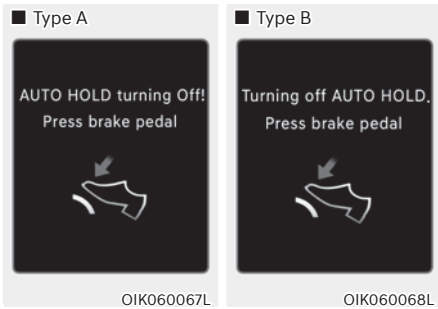 ■ Type A
AUTO HOLD turning Off!
Press brake pedal
OIK060067L
■ Type B
Turning off AUTO HOLD.
Press brake pedal
OIK060068L